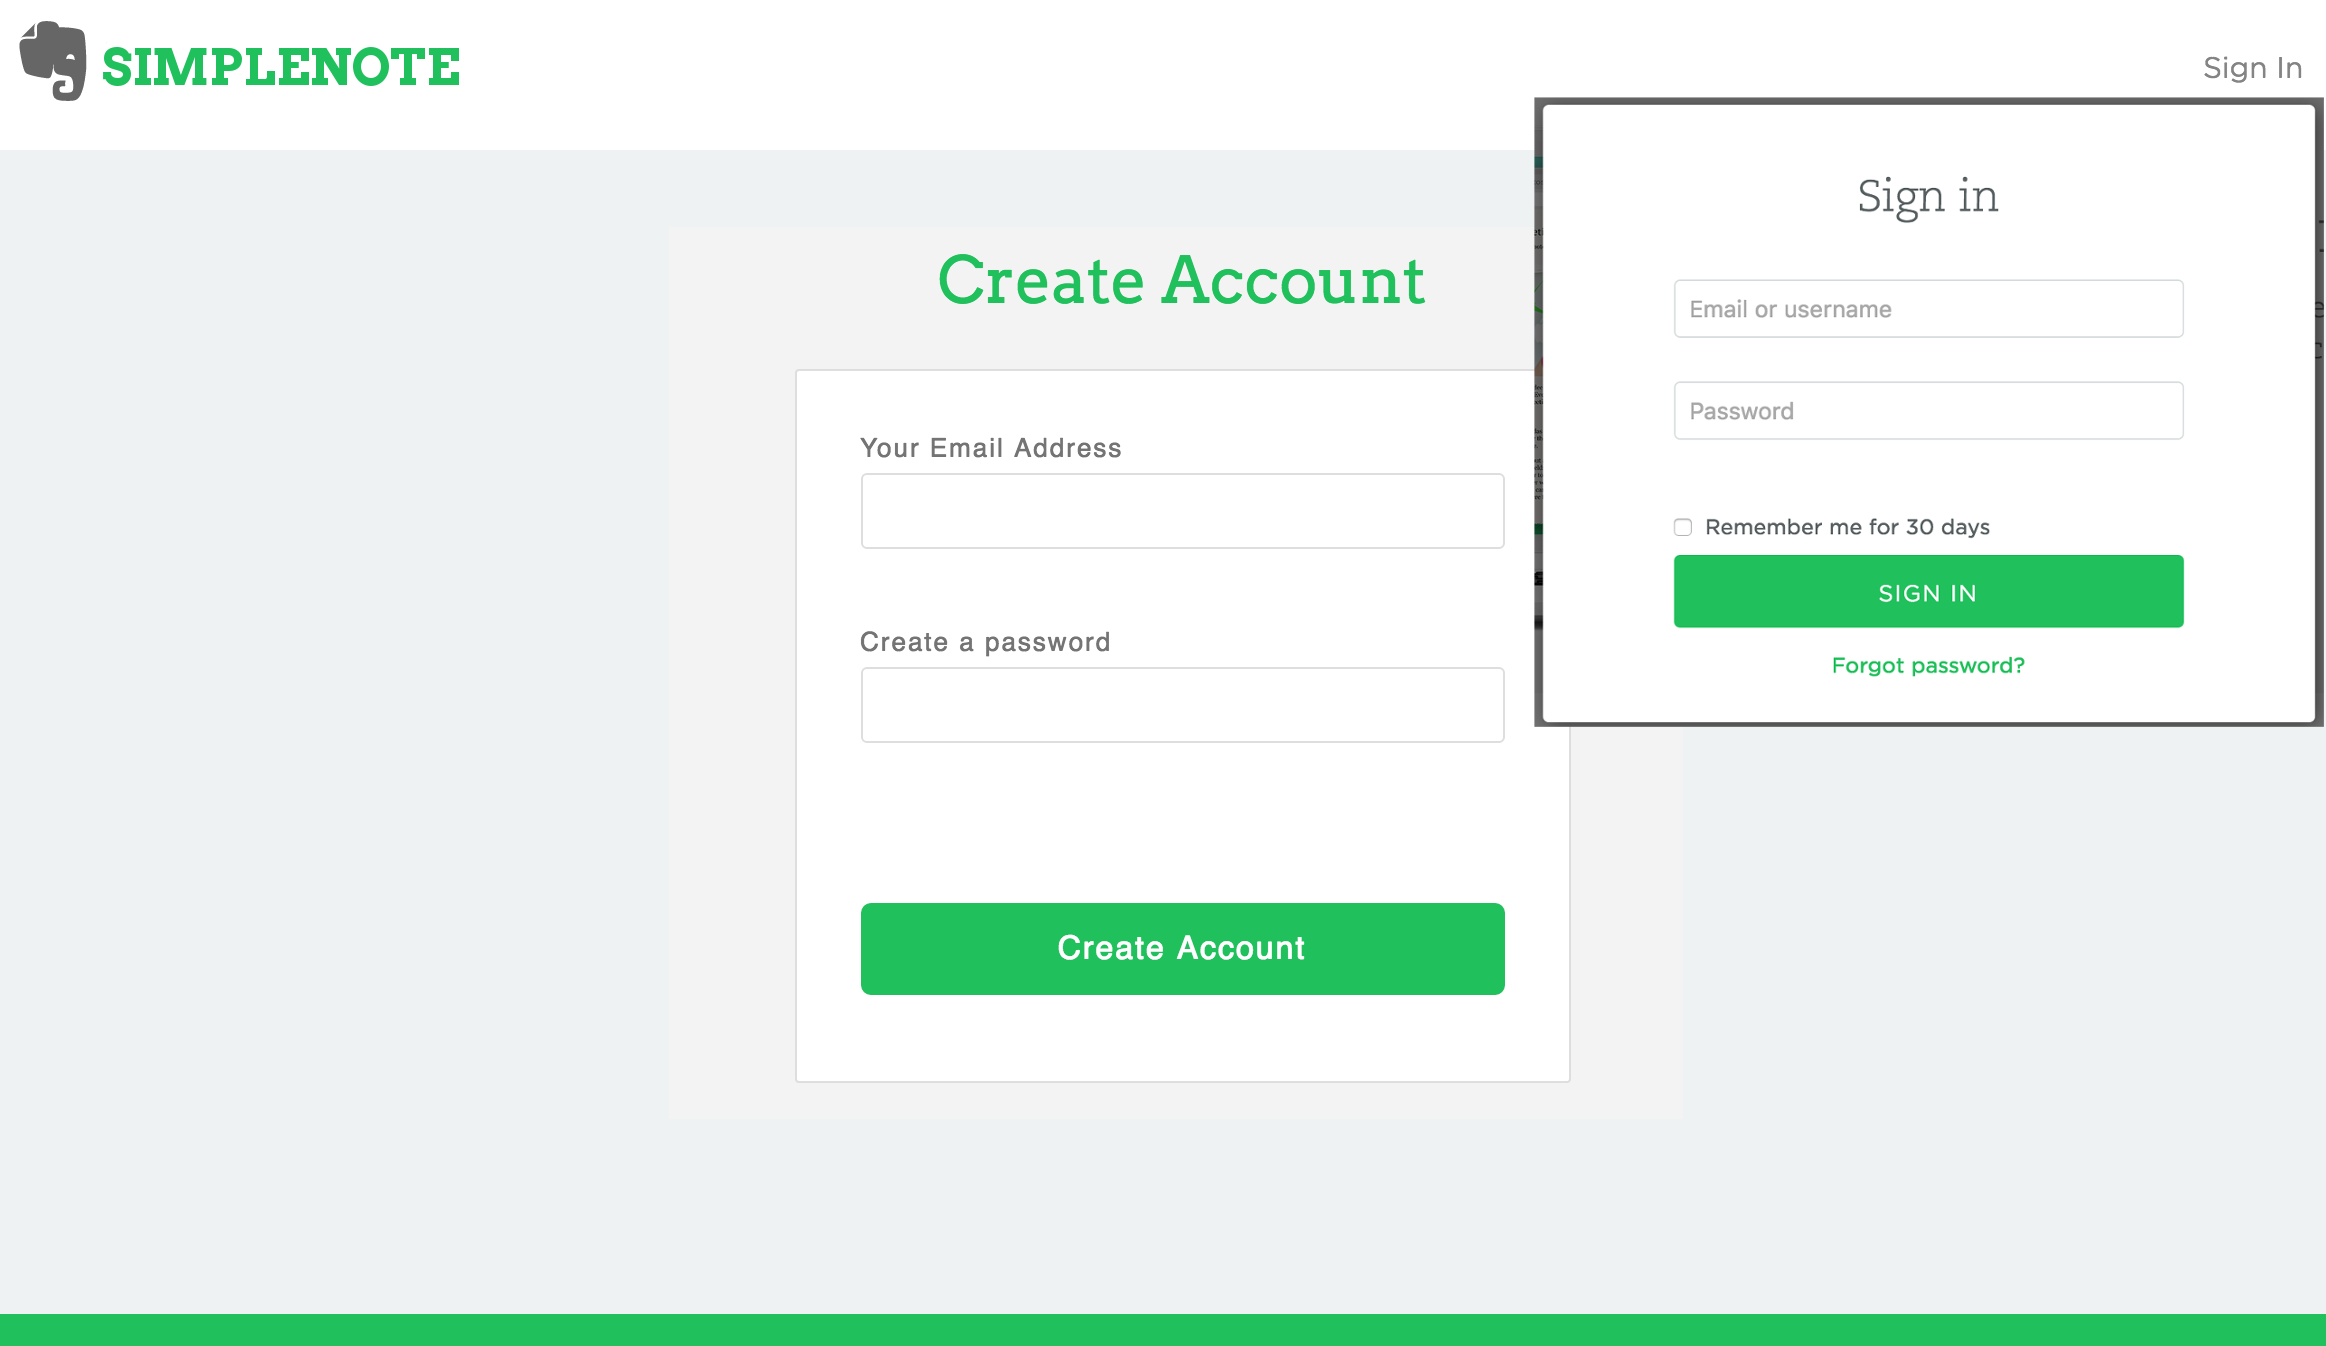 SIMPLENOTE
Sign In
Create Account
Your Email Address
Create a password
Create Account
Sign in
Email or username
Password
Remember me for 30 days
SIGN IN
Forgot password?